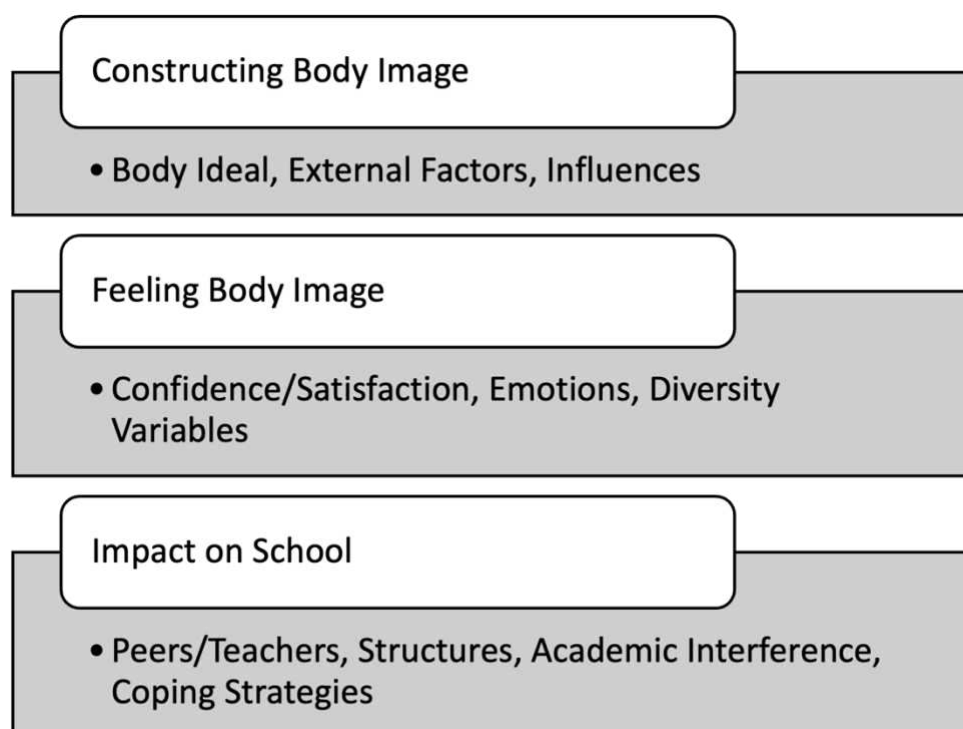 Constructing Body Image
• Body Ideal, External Factors, Influences
Feeling Body Image
• Confidence/Satisfaction, Emotions, Diversity
Variables
Impact on School
• Peers/Teachers, Structures, Academic Interference,
Coping Strategies